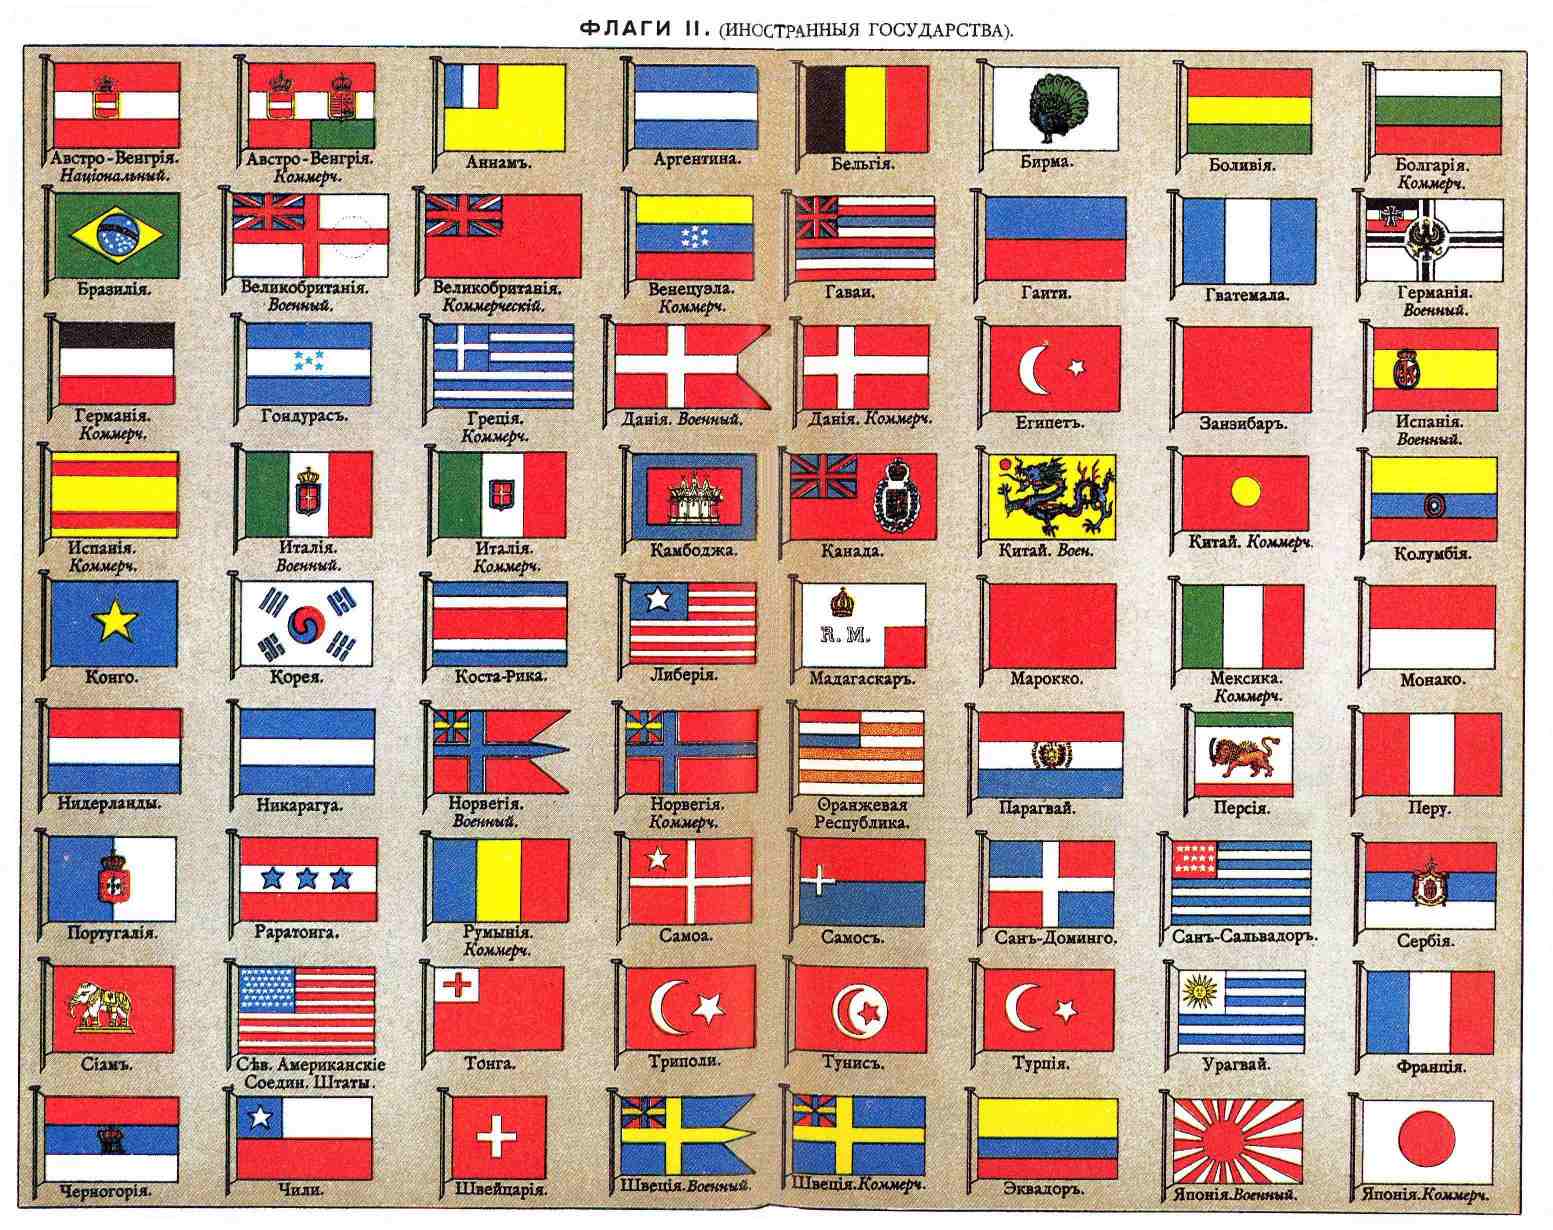 ФЛАГИ II. (ИНОСТРАННЫЯ ГОСУДАРСТВА).
Австро-Венгрія.
Національный.
Австро-Венгрія.
Коммерч.
Аннамъ.
Аргентина.
Бельгія.
Бирма.
Боливія.
Болгарія.
Коммерч.
Бразилія.
Великобританія.
Военный.
Великобританія.
Коммерческій.
Венецуэла.
Коммерч.
Гаваи.
Гаити.
Гватемала.
Германія.
Военный.
Германія.
Коммерч.
Гондурасъ.
Греція.
Коммерч.
Данія. Военный.
Данія. Коммерч.
Египетъ.
Занзибаръ.
Испанія.
Военный.
Испанія.
Коммерч.
Италія.
Военный.
Италія.
Коммерч.
Камбоджа.
Канада.
Китай. Воен.
Китай. Коммерч.
Колумбія.
Конго.
Корея.
Коста-Рика.
Либерія.
R. M.
Мадагаскаръ.
Марокко.
Мексика.
Коммерч.
Монако.
Нидерланды.
Никарагуа.
Норвегія.
Военный.
Норвегія.
Коммерч.
Оранжевая
Республика.
Парагвай.
Персія.
Перу.
Португалія.
Раратонга.
Румынія.
Коммерч.
Самоа.
Самосъ.
Санъ-Доминго.
Санъ-Сальвадоръ.
Сербія.
Сіамъ.
Сѣв. Американскіе
Соедин. Штаты.
Тонга.
Триполи.
Тунисъ.
Турція.
Урагвай.
Франція.
Черногорія.
Чили.
Швейцарія.
Швеція. Военный.
Швеція. Коммерч.
Эквадоръ.
Японія. Военный.
Японія. Коммерч.